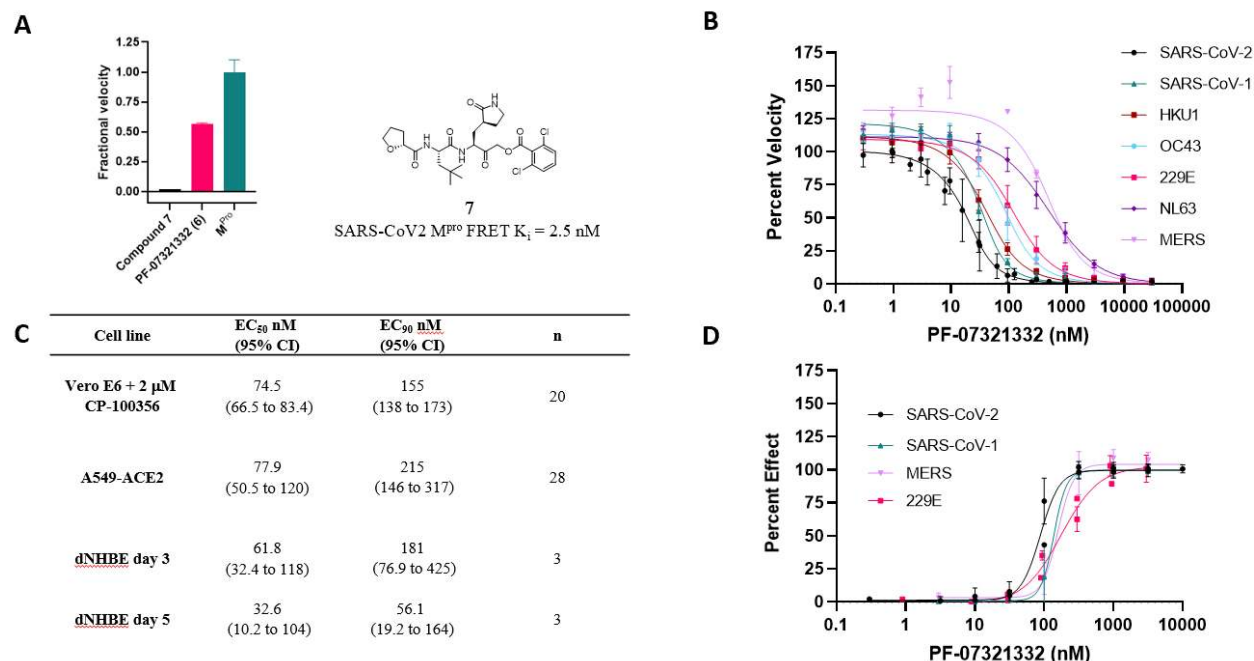 A
1.25
1.00
0.75
0.50
0.25
0.00
Fractional velocity
Compound 7
PF-07321332 (6)
Mᴾʳᵒ
O
H
N
O
H
N
O
N
H
O
O
O
Cl
Cl
7
SARS-CoV2 Mᵖʳᵒ FRET Kᵢ = 2.5 nM
B
175
150
125
100
75
50
25
0
Percent Velocity
0.1 1 10 100 1000 10000 100000
PF-07321332 (nM)
SARS-CoV-2
SARS-CoV-1
HKU1
OC43
229E
NL63
MERS
C
Cell line EC₅₀ nM (95% CI) EC₉₀ nM (95% CI) n
Vero E6 + 2 µM CP-100356 74.5 (66.5 to 83.4) 155 (138 to 173) 20
A549-ACE2 77.9 (50.5 to 120) 215 (146 to 317) 28
dNHBE day 3 61.8 (32.4 to 118) 181 (76.9 to 425) 3
dNHBE day 5 32.6 (10.2 to 104) 56.1 (19.2 to 164) 3
D
175
150
125
100
75
50
25
0
Percent Effect
0.1 1 10 100 1000 10000
PF-07321332 (nM)
SARS-CoV-2
SARS-CoV-1
MERS
229E